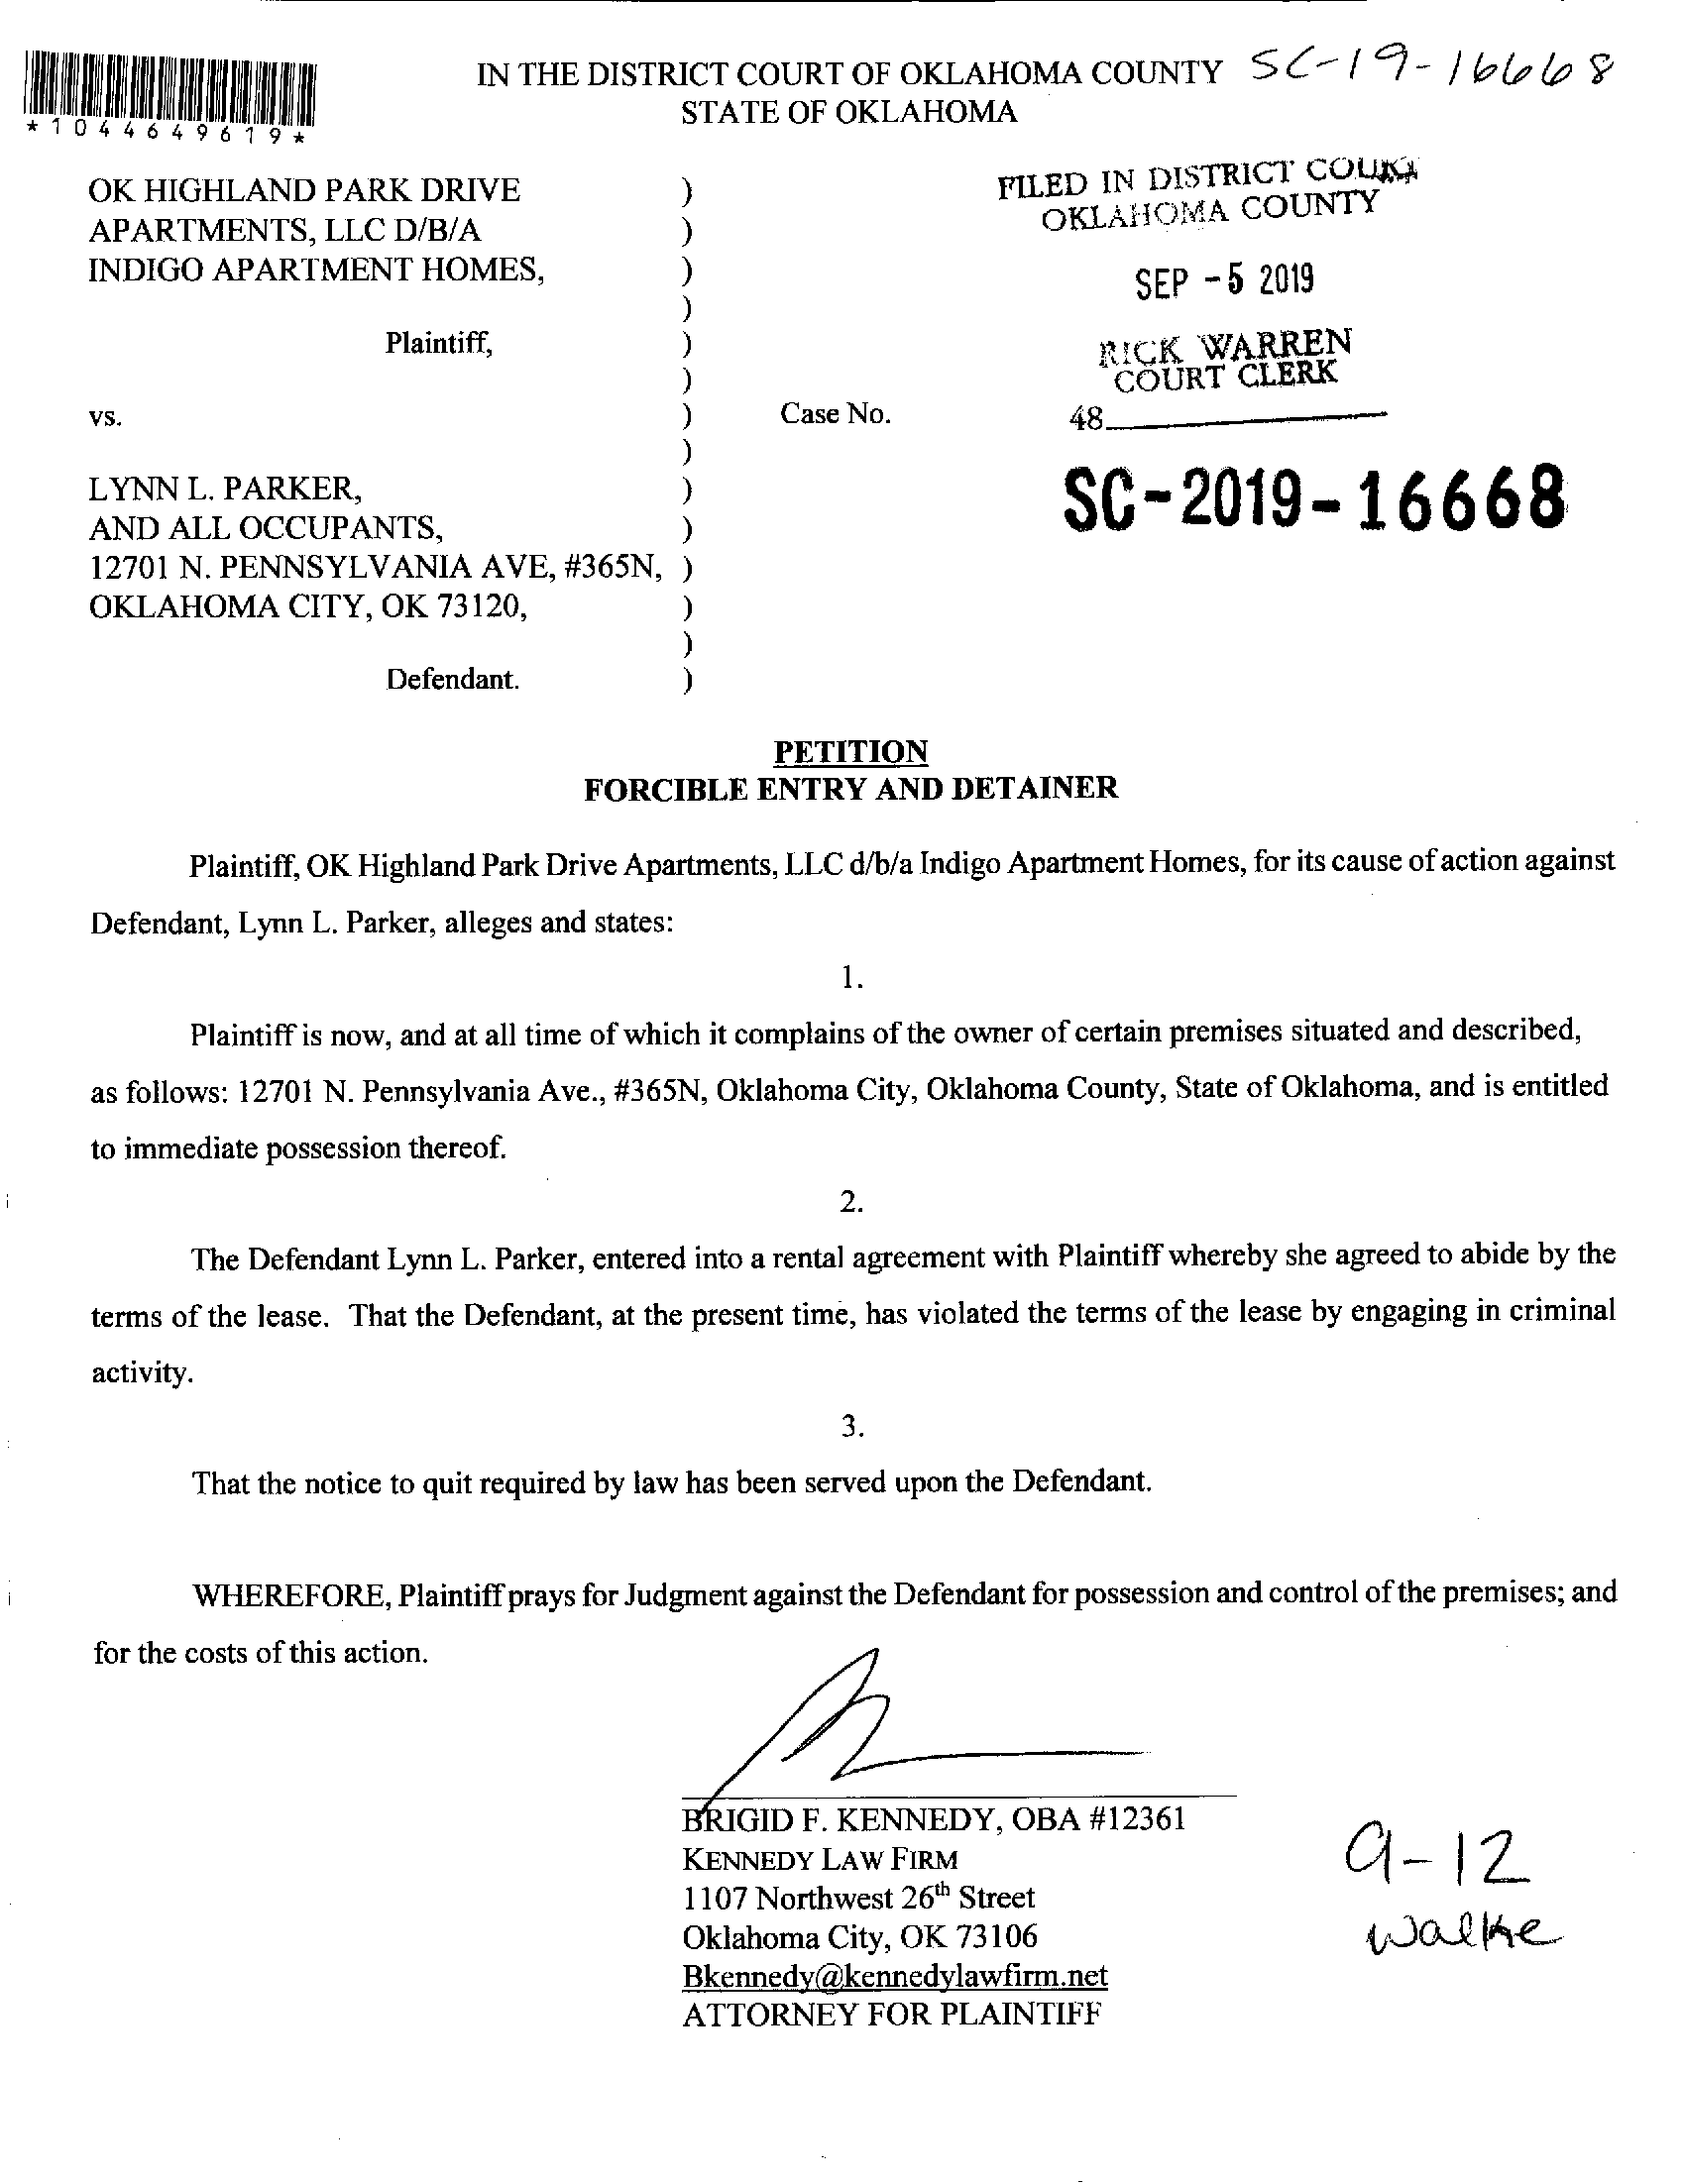 IN THE DISTRICT COURT OF OKLAHOMA COUNTY SC-19-16668
STATE OF OKLAHOMA
*1044649619*
OK HIGHLAND PARK DRIVE )
APARTMENTS, LLC D/B/A )
INDIGO APARTMENT HOMES, )
)
Plaintiff, )
)
vs. ) Case No.
)
LYNN L. PARKER, )
AND ALL OCCUPANTS, )
12701 N. PENNSYLVANIA AVE, #365N, )
OKLAHOMA CITY, OK 73120, )
)
Defendant. )
FILED IN DISTRICT COURT
OKLAHOMA COUNTY
SEP -5 2019
RICK WARREN
COURT CLERK
48
SC-2019-16668
PETITION
FORCIBLE ENTRY AND DETAINER
Plaintiff, OK Highland Park Drive Apartments, LLC d/b/a Indigo Apartment Homes, for its cause of action against
Defendant, Lynn L. Parker, alleges and states:
1.
Plaintiff is now, and at all time of which it complains of the owner of certain premises situated and described,
as follows: 12701 N. Pennsylvania Ave., #365N, Oklahoma City, Oklahoma County, State of Oklahoma, and is entitled
to immediate possession thereof.
2.
The Defendant Lynn L. Parker, entered into a rental agreement with Plaintiff whereby she agreed to abide by the
terms of the lease. That the Defendant, at the present time, has violated the terms of the lease by engaging in criminal
activity.
3.
That the notice to quit required by law has been served upon the Defendant.
WHEREFORE, Plaintiff prays for Judgment against the Defendant for possession and control of the premises; and
for the costs of this action.
BRIGID F. KENNEDY, OBA #12361
KENNEDY LAW FIRM
1107 Northwest 26th Street
Oklahoma City, OK 73106
Bkennedy@kennedylawfirm.net
ATTORNEY FOR PLAINTIFF
9-12
Walke